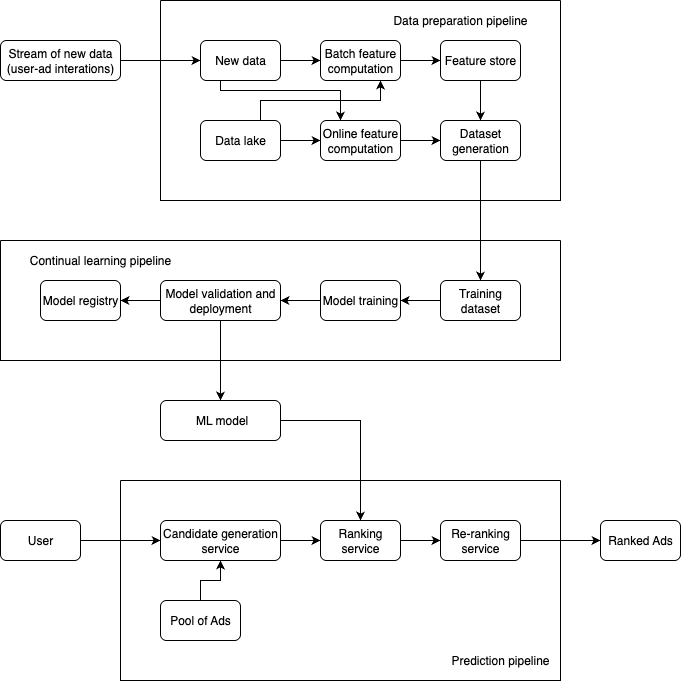 Data preparation pipeline
Stream of new data
(user-ad interations)
New data
Batch feature
computation
Feature store
Data lake
Online feature
computation
Dataset
generation
Continual learning pipeline
Model registry
Model validation and
deployment
Model training
Training
dataset
ML model
User
Candidate generation
service
Ranking
service
Re-ranking
service
Ranked Ads
Pool of Ads
Prediction pipeline